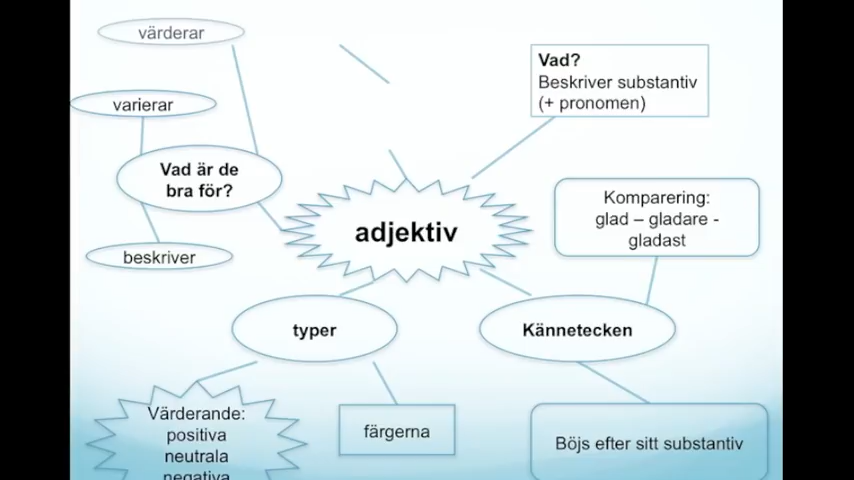 värderar
varierar
Vad är de
bra för?
beskriver
Vad?
Beskriver substantiv
(+ pronomen)
Komparering:
glad – gladare -
gladast
adjektiv
typer
Kännetecken
Värderande:
positiva
neutrala
negativa
färgerna
Böjs efter sitt substantiv